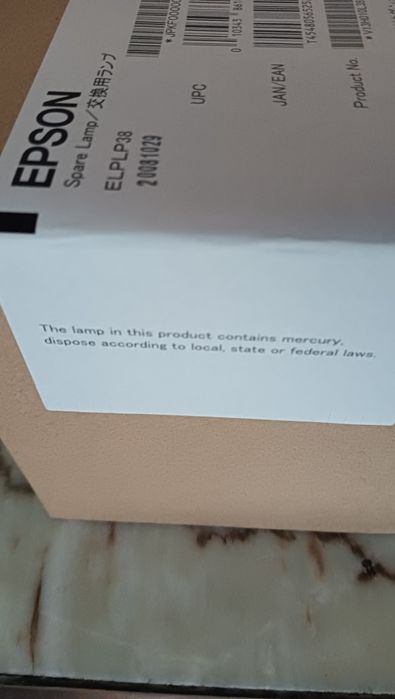 EPSON
Spare Lamp/交換用ランプ
ELPLP38
20081029
UPC
JAN/EAN
Product No.
The lamp in this product contains mercury,
dispose according to local, state or federal laws.